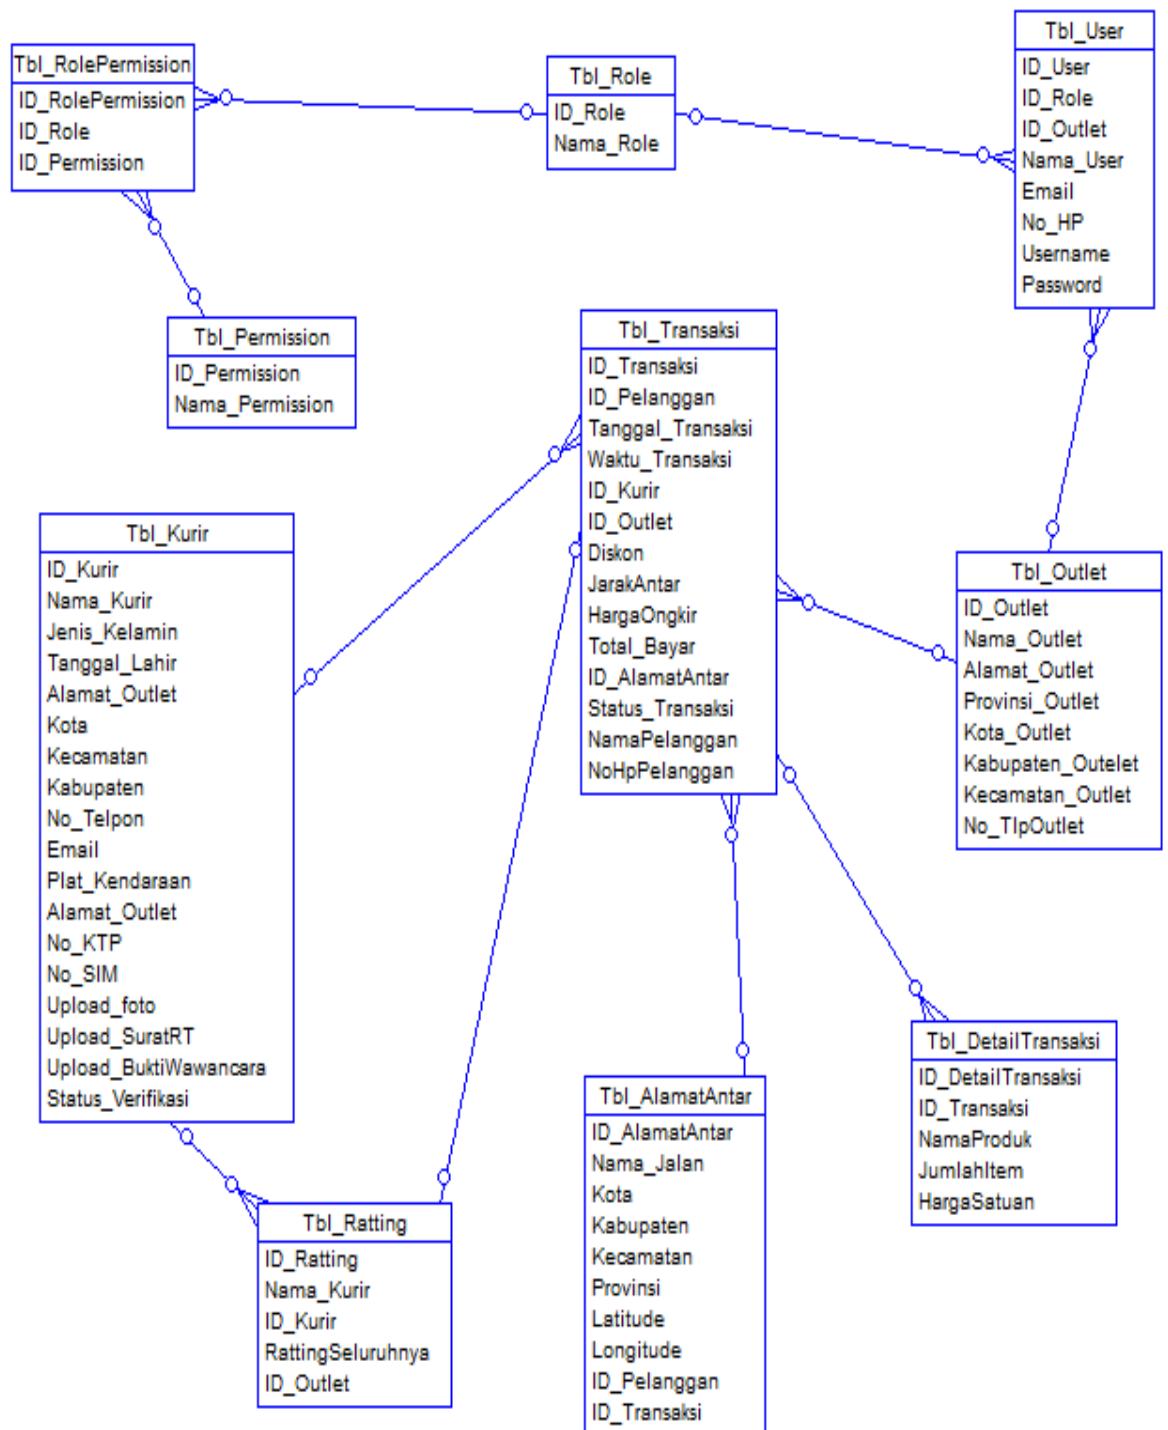 Tbl_RolePermission
ID_RolePermission
ID_Role
ID_Permission
Tbl_Role
ID_Role
Nama_Role
Tbl_User
ID_User
ID_Role
ID_Outlet
Nama_User
Email
No_HP
Username
Password
Tbl_Permission
ID_Permission
Nama_Permission
Tbl_Transaksi
ID_Transaksi
ID_Pelanggan
Tanggal_Transaksi
Waktu_Transaksi
ID_Kurir
ID_Outlet
Diskon
JarakAntar
HargaOngkir
Total_Bayar
ID_AlamatAntar
Status_Transaksi
NamaPelanggan
NoHpPelanggan
Tbl_Kurir
ID_Kurir
Nama_Kurir
Jenis_Kelamin
Tanggal_Lahir
Alamat_Outlet
Kota
Kecamatan
Kabupaten
No_Telpon
Email
Plat_Kendaraan
Alamat_Outlet
No_KTP
No_SIM
Upload_foto
Upload_SuratRT
Upload_BuktiWawancara
Status_Verifikasi
Tbl_Outlet
ID_Outlet
Nama_Outlet
Alamat_Outlet
Provinsi_Outlet
Kota_Outlet
Kabupaten_Outelet
Kecamatan_Outlet
No_TlpOutlet
Tbl_DetailTransaksi
ID_DetailTransaksi
ID_Transaksi
NamaProduk
JumlahItem
HargaSatuan
Tbl_AlamatAntar
ID_AlamatAntar
Nama_Jalan
Kota
Kabupaten
Kecamatan
Provinsi
Latitude
Longitude
ID_Pelanggan
ID_Transaksi
Tbl_Ratting
ID_Ratting
Nama_Kurir
ID_Kurir
RattingSeluruhnya
ID_Outlet